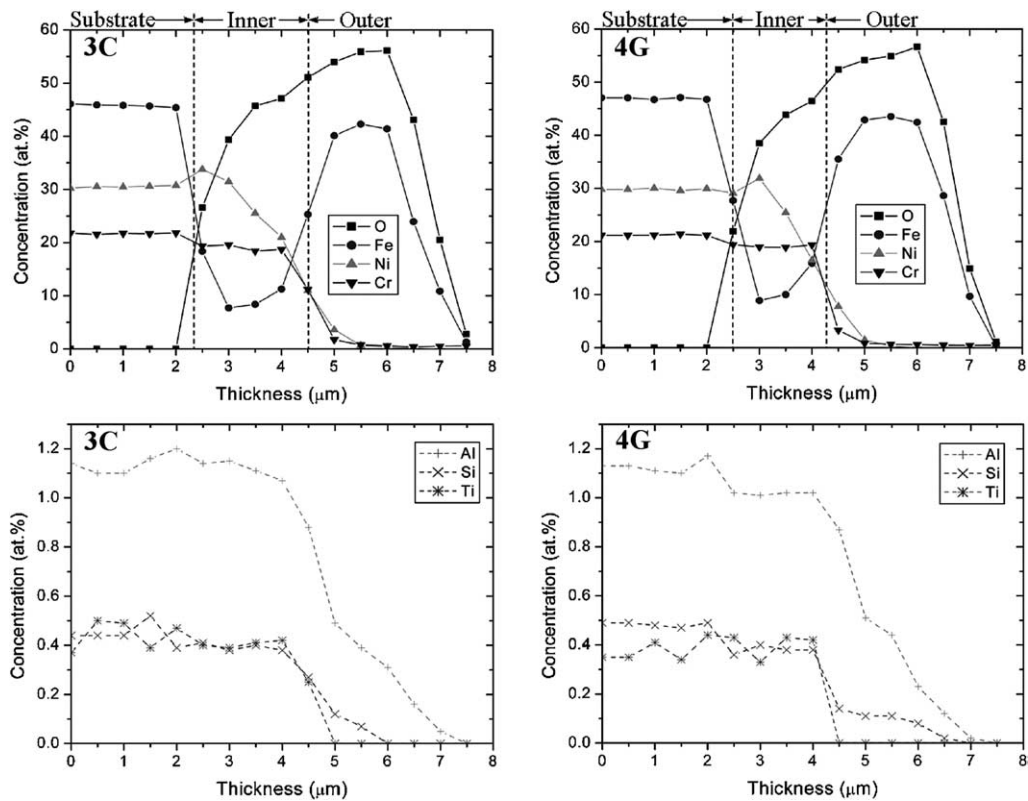 Substrate Inner Outer
3C
60
50
40
30
20
10
0
Concentration (at.%)
O
Fe
Ni
Cr
0 1 2 3 4 5 6 7 8
Thickness (μm)
Substrate Inner Outer
4G
60
50
40
30
20
10
0
Concentration (at.%)
O
Fe
Ni
Cr
0 1 2 3 4 5 6 7 8
Thickness (μm)
3C
1.2
1.0
0.8
0.6
0.4
0.2
0.0
Concentration (at.%)
Al
Si
Ti
0 1 2 3 4 5 6 7 8
Thickness (μm)
4G
1.2
1.0
0.8
0.6
0.4
0.2
0.0
Concentration (at.%)
Al
Si
Ti
0 1 2 3 4 5 6 7 8
Thickness (μm)